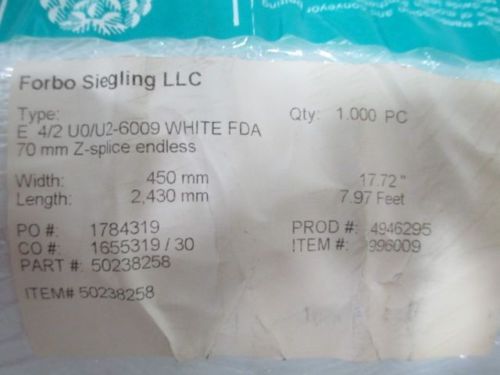 Forbo Siegling LLC
Type: Qty: 1.000 PC
E 4/2 U0/U2-6009 WHITE FDA
70 mm Z-splice endless
Width: 450 mm 17.72 "
Length: 2,430 mm 7.97 Feet
PO #: 1784319 PROD #: 4946295
CO #: 1655319 / 30 ITEM #: 996009
PART #: 50238258
ITEM# 50238258